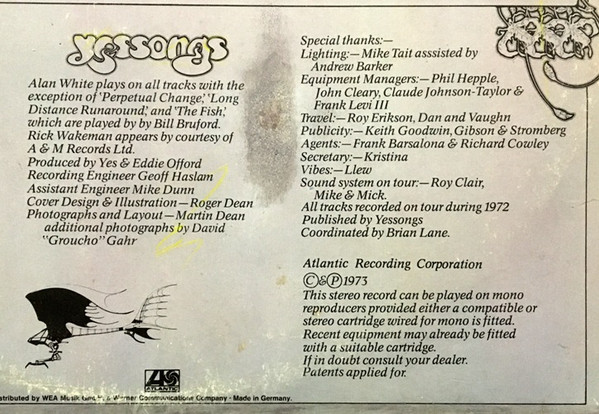 yessongs
Alan White plays on all tracks with the
exception of 'Perpetual Change', 'Long
Distance Runaround', and 'The Fish',
which are played by by Bill Bruford.
Rick Wakeman appears by courtesy of
A & M Records Ltd.
Produced by Yes & Eddie Offord
Recording Engineer Geoff Haslam
Assistant Engineer Mike Dunn
Cover Design & Illustration — Roger Dean
Photographs and Layout — Martin Dean
additional photographs by David
"Groucho" Gahr
Special thanks:—
Lighting:— Mike Tait asssisted by
Andrew Barker
Equipment Managers:— Phil Hepple,
John Cleary, Claude Johnson-Taylor &
Frank Levi III
Travel:— Roy Erikson, Dan and Vaughn
Publicity:— Keith Goodwin, Gibson & Stromberg
Agents:— Frank Barsalona & Richard Cowley
Secretary:— Kristina
Vibes:— Llew
Sound system on tour:— Roy Clair,
Mike & Mick.
All tracks recorded on tour during 1972
Published by Yessongs
Coordinated by Brian Lane.
Atlantic Recording Corporation
©&℗1973
This stereo record can be played on mono
reproducers provided either a compatible or
stereo cartridge wired for mono is fitted.
Recent equipment may already be fitted
with a suitable cartridge.
If in doubt consult your dealer.
Patents applied for.
ATLANTIC
stributed by WEA Musik GmbH, a Warner Communications Company · Made in Germany.